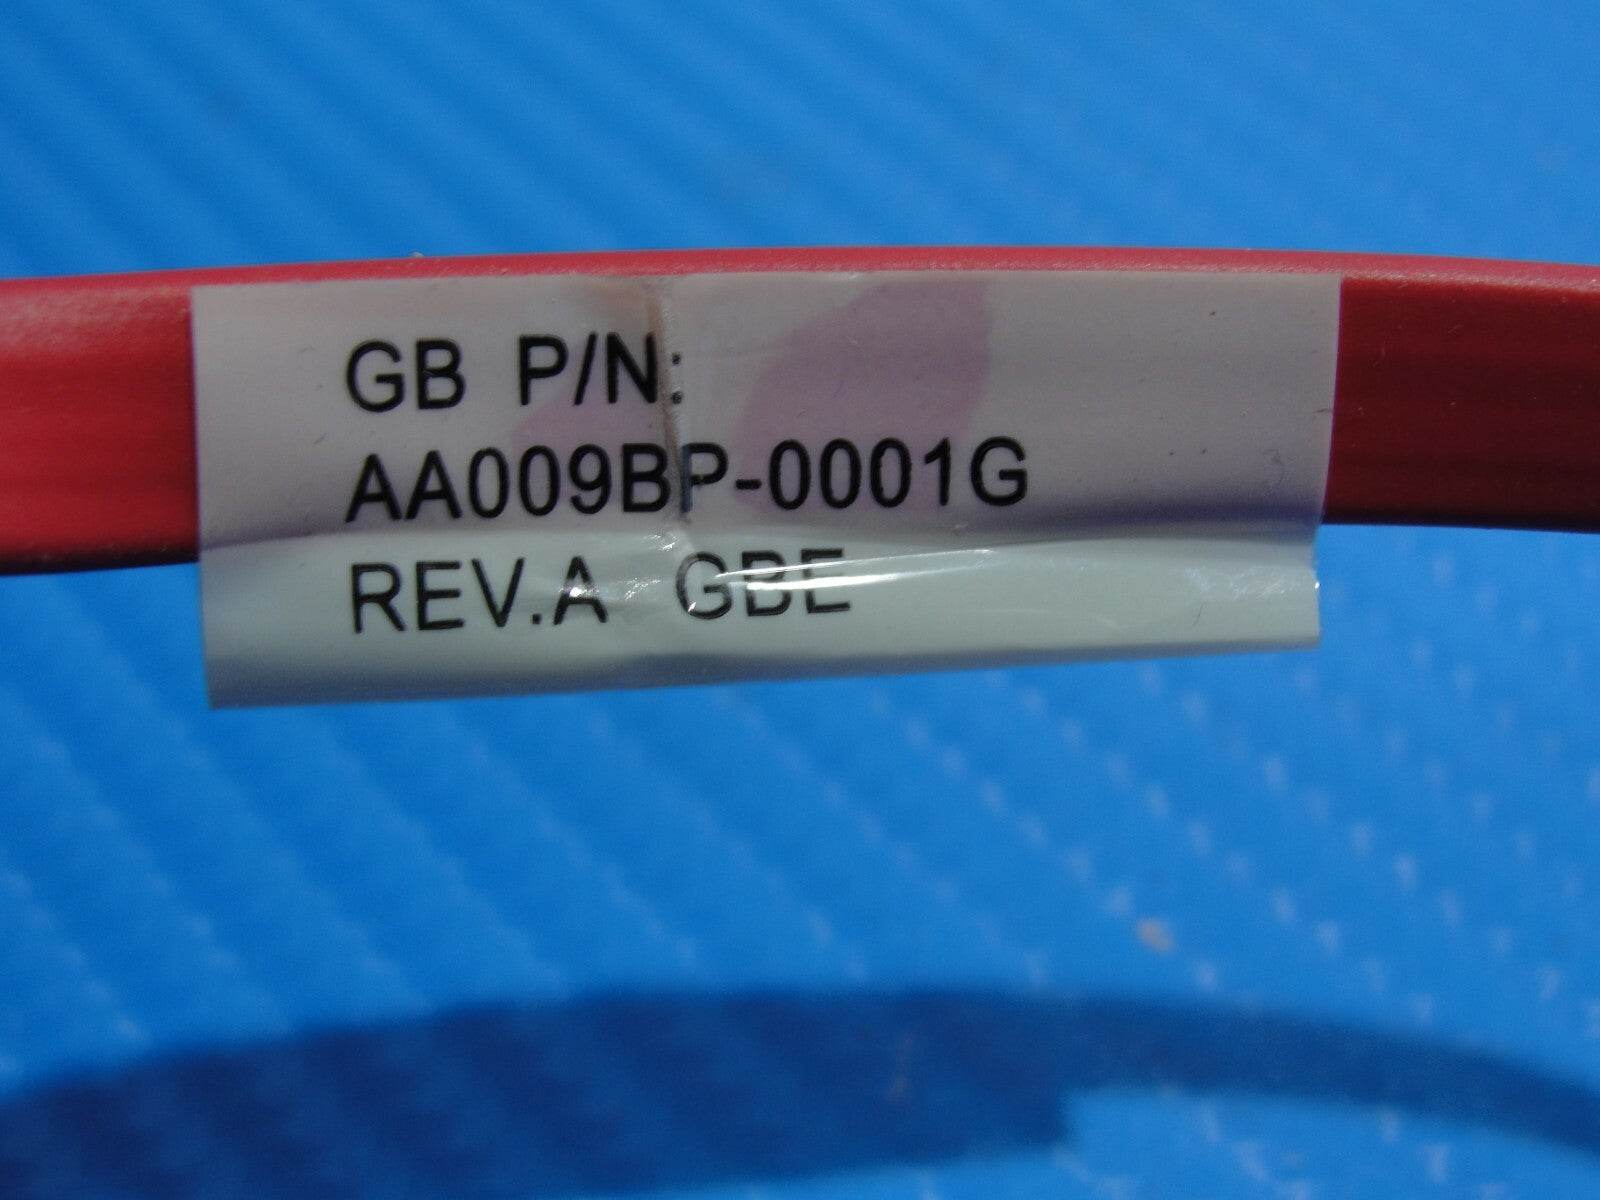 GB P/N:
AA009BP-0001G
REV.A GBE